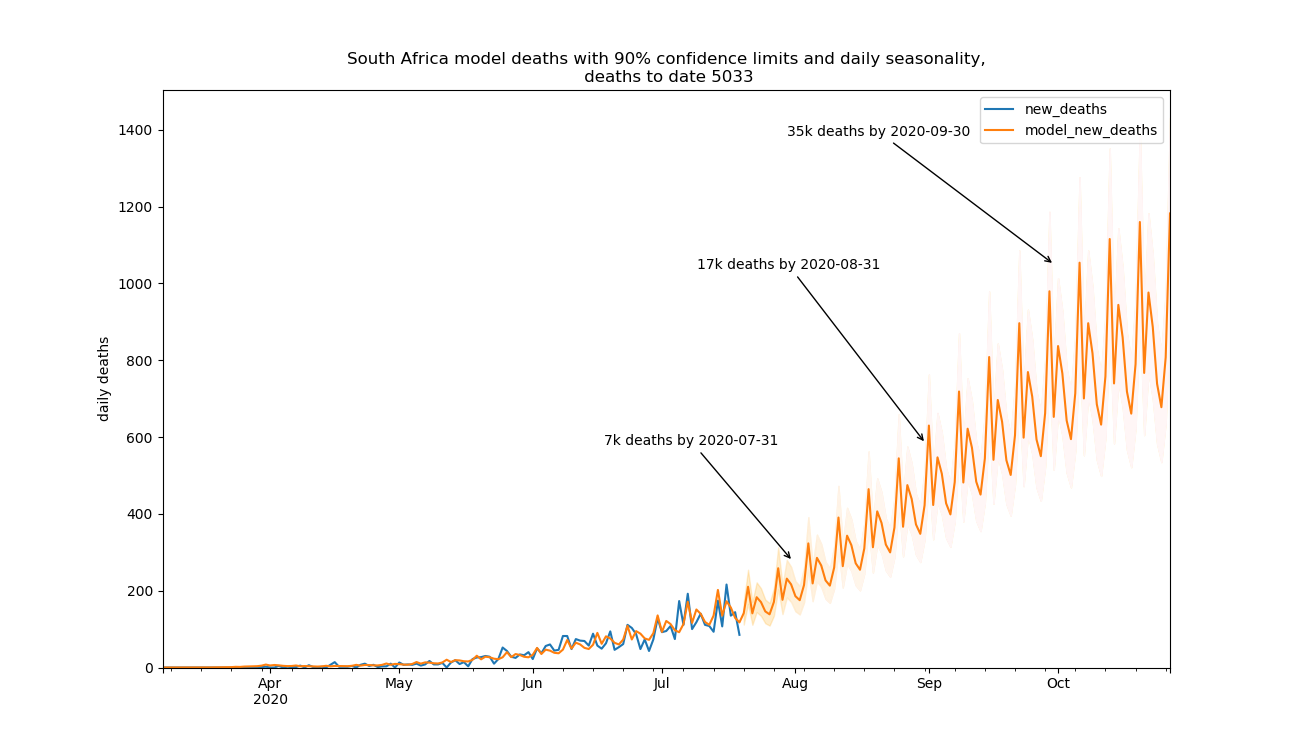 South Africa model deaths with 90% confidence limits and daily seasonality,
deaths to date 5033
new_deaths
model_new_deaths
35k deaths by 2020-09-30
17k deaths by 2020-08-31
7k deaths by 2020-07-31
daily deaths
1400
1200
1000
800
600
400
200
0
Apr May Jun Jul Aug Sep Oct
2020